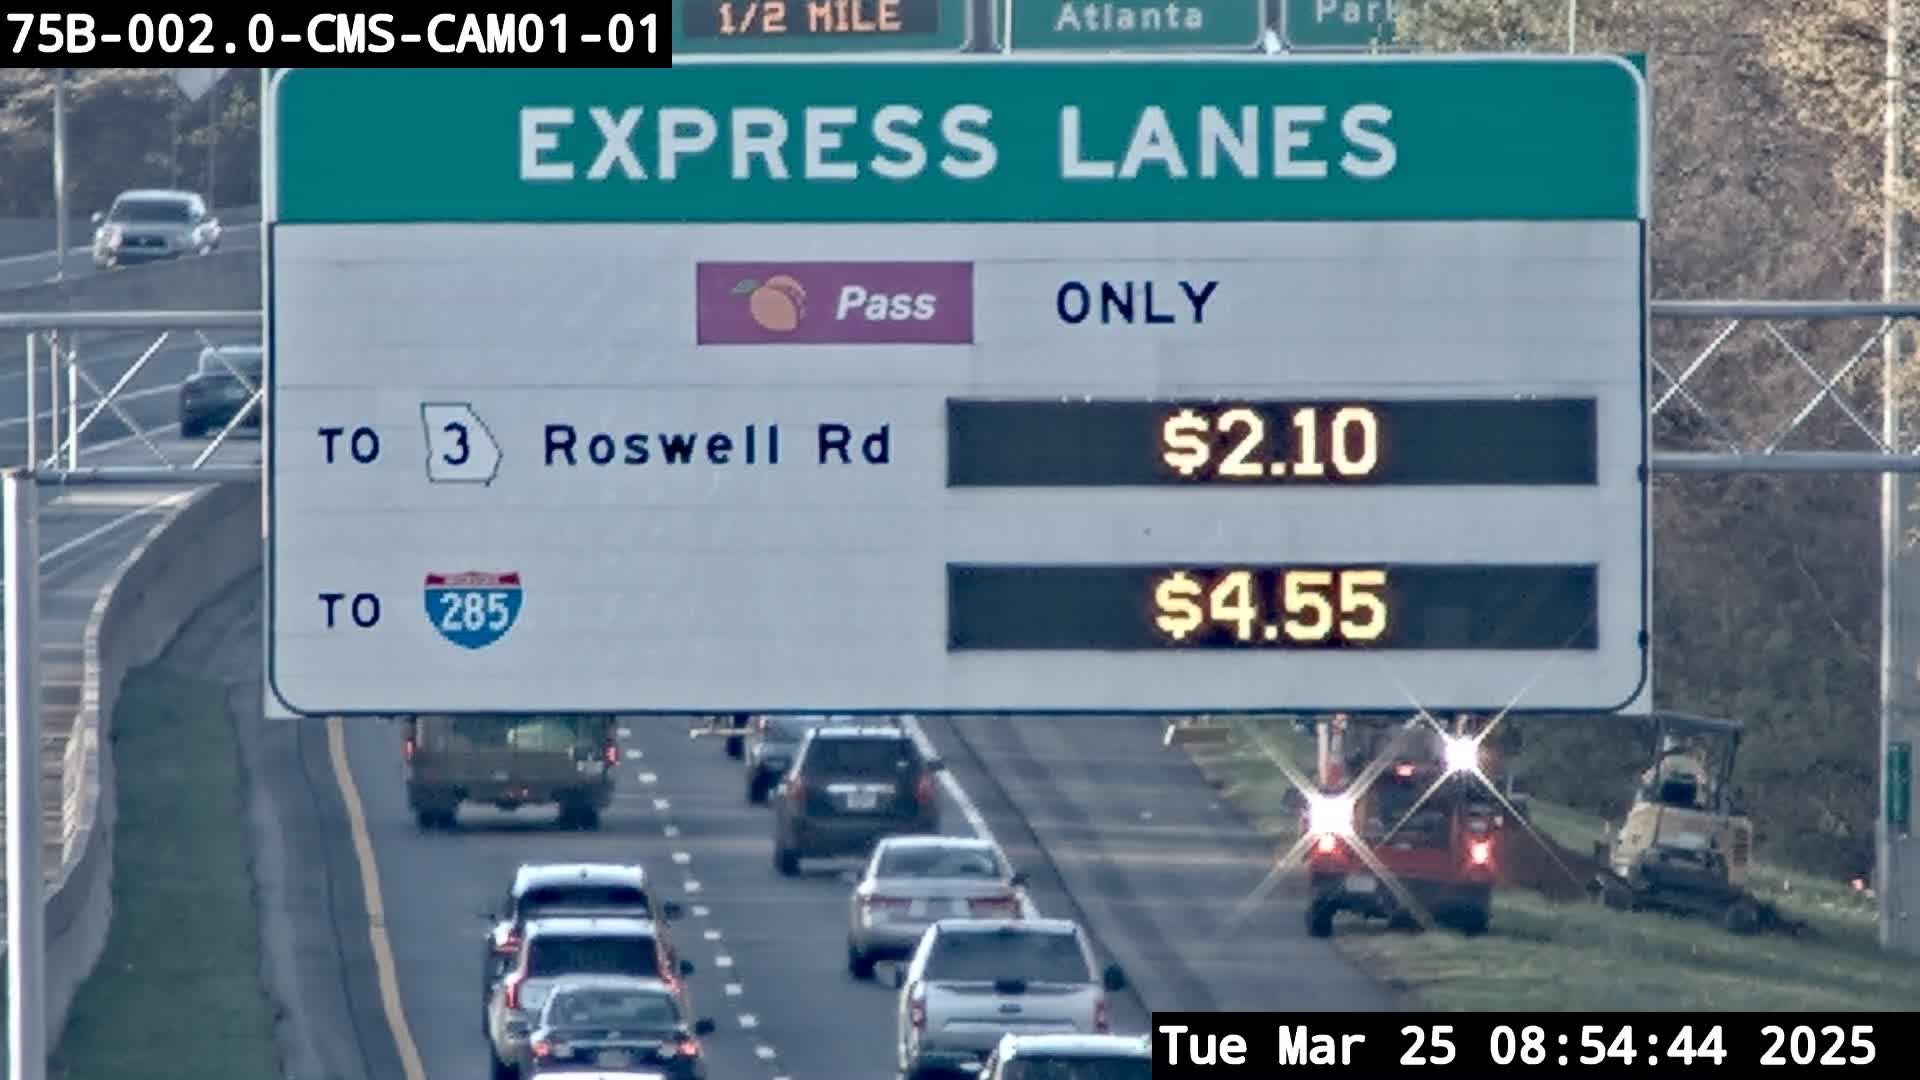 75B-002.0-CMS-CAM01-01
1/2 MILE
Atlanta
EXPRESS LANES
Pass ONLY
TO 3 Roswell Rd $2.10
TO 285 $4.55
Tue Mar 25 08:54:44 2025